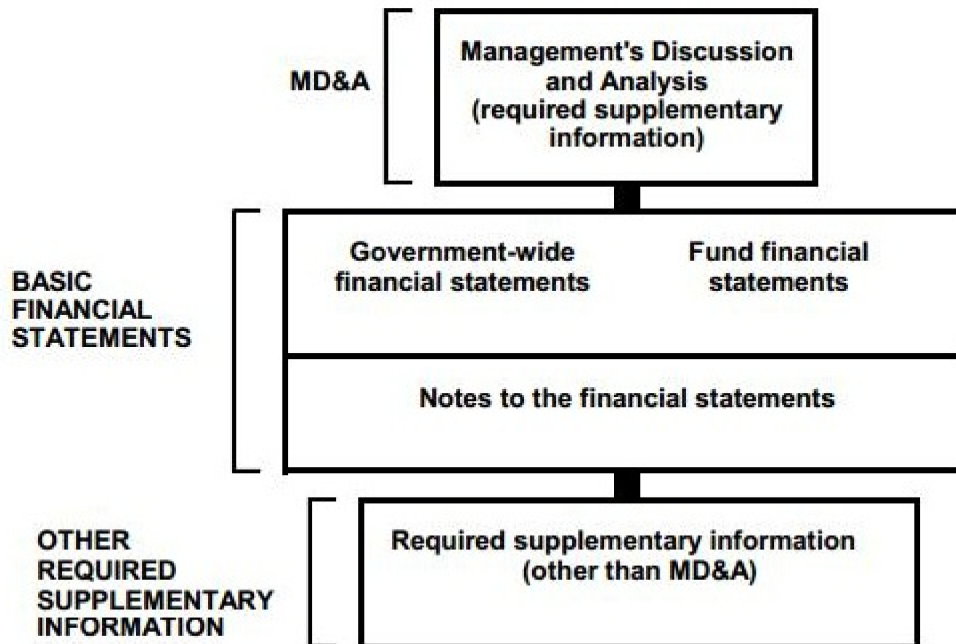 MD&A
Management's Discussion
and Analysis
(required supplementary
information)
BASIC
FINANCIAL
STATEMENTS
Government-wide
financial statements
Fund financial
statements
Notes to the financial statements
OTHER
REQUIRED
SUPPLEMENTARY
INFORMATION
Required supplementary information
(other than MD&A)